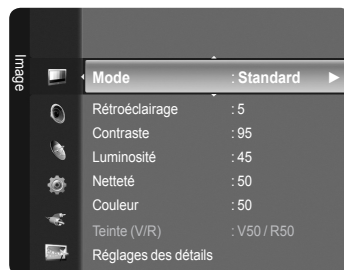 Image
Mode : Standard ►
Rétroéclairage : 5
Contraste : 95
Luminosité : 45
Netteté : 50
Couleur : 50
Teinte (V/R) : V50 / R50
Réglages des détails